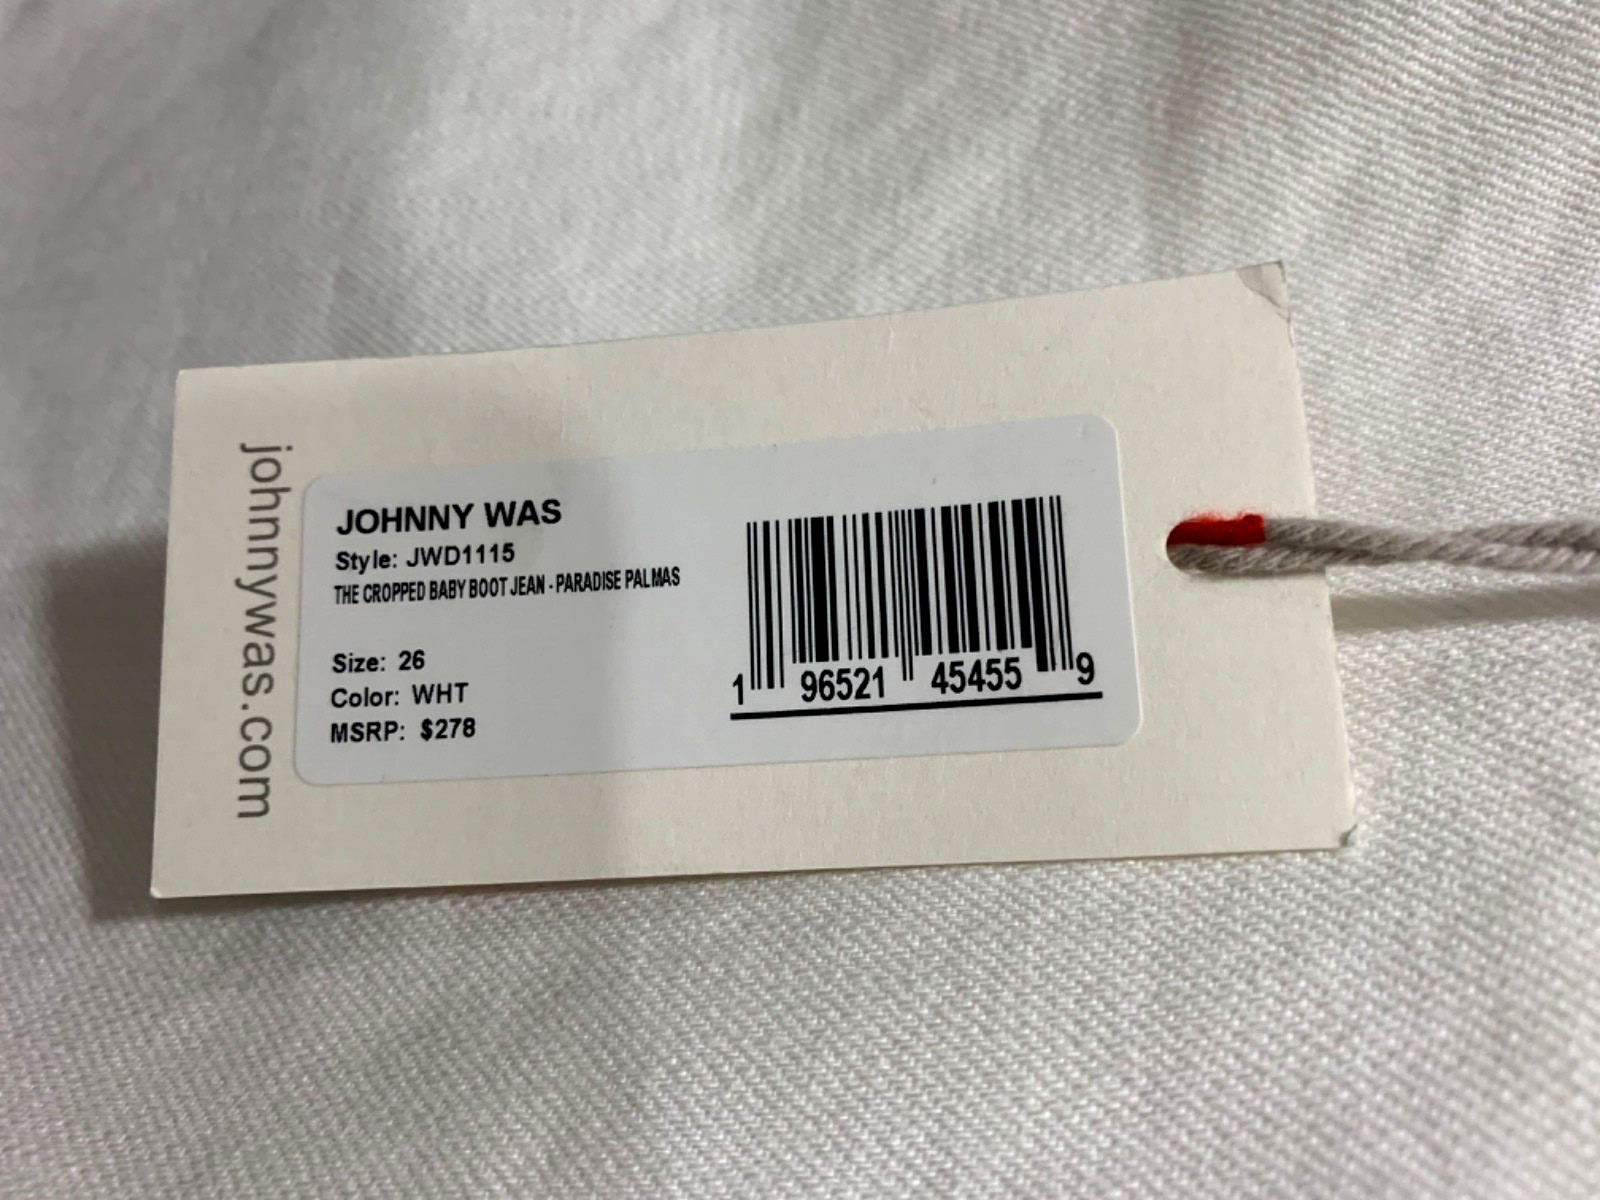 johnnywas.com
JOHNNY WAS
Style: JWD1115
THE CROPPED BABY BOOT JEAN - PARADISE PALMAS
Size: 26
Color: WHT
MSRP: $278
1 96521 45455 9